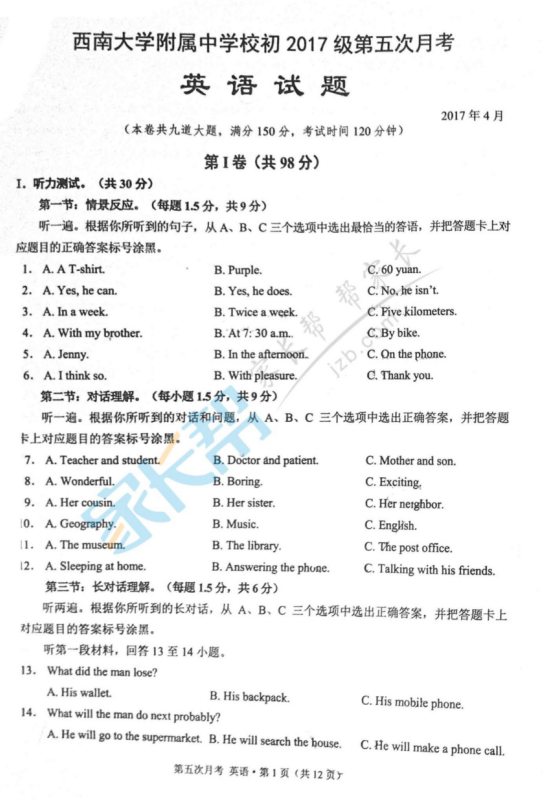 西南大学附属中学校初 2017 级第五次月考
英 语 试 题
2017 年 4 月
（本卷共九道大题，满分 150 分，考试时间 120 分钟）
第 I 卷（共 98 分）
I．听力测试。（共 30 分）
第一节：情景反应。（每题 1.5 分，共 9 分）
听一遍。根据你所听到的句子，从 A、B、C 三个选项中选出最恰当的答语，并把答题卡上对
应题目的正确答案标号涂黑。
1. A. A T-shirt. B. Purple. C. 60 yuan.
2. A. Yes, he can. B. Yes, he does. C. No, he isn't.
3. A. In a week. B. Twice a week. C. Five kilometers.
4. A. With my brother. B. At 7: 30 a.m. C. By bike.
5. A. Jenny. B. In the afternoon. C. On the phone.
6. A. I think so. B. With pleasure. C. Thank you.
第二节：对话理解。（每小题 1.5 分，共 9 分）
听一遍。根据你所听到的对话和问题，从 A、B、C 三个选项中选出正确答案，并把答题
卡上对应题目的答案标号涂黑。
7. A. Teacher and student. B. Doctor and patient. C. Mother and son.
8. A. Wonderful. B. Boring. C. Exciting.
9. A. Her cousin. B. Her sister. C. Her neighbor.
10. A. Geography. B. Music. C. English.
11. A. The museum. B. The library. C. The post office.
12. A. Sleeping at home. B. Answering the phone. C. Talking with his friends.
第三节：长对话理解。（每题 1.5 分，共 6 分）
听两遍。根据你所听到的长对话，从 A、B、C 三个选项中选出正确答案，并把答题卡上
对应题目的答案标号涂黑。
听第一段材料，回答 13 至 14 小题。
13. What did the man lose?
A. His wallet. B. His backpack. C. His mobile phone.
14. What will the man do next probably?
A. He will go to the supermarket. B. He will search the house. C. He will make a phone call.
第五次月考 英语·第 1 页（共 12 页）
家长帮
家长帮 帮家长
jzb.com